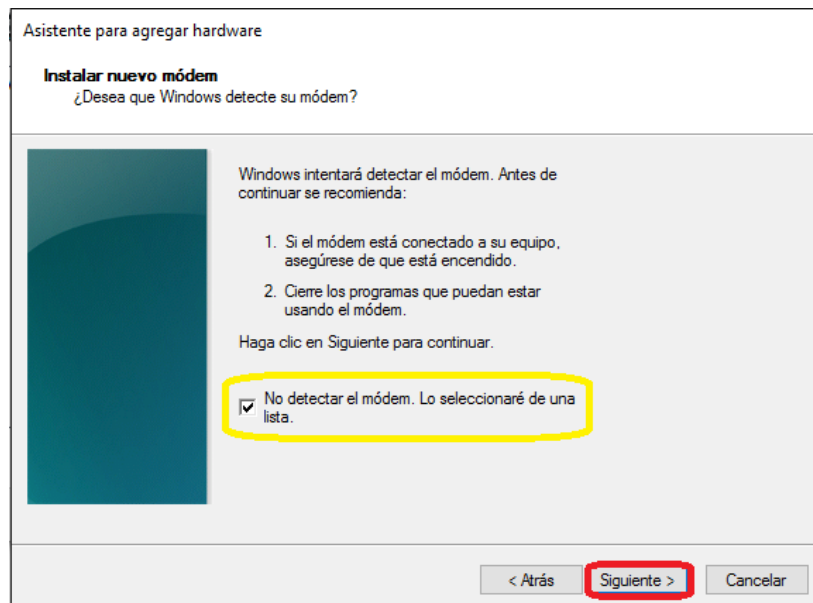 Asistente para agregar hardware
Instalar nuevo módem
¿Desea que Windows detecte su módem?
Windows intentará detectar el módem. Antes de
continuar se recomienda:
1. Si el módem está conectado a su equipo,
asegúrese de que está encendido.
2. Cierre los programas que puedan estar
usando el módem.
Haga clic en Siguiente para continuar.
No detectar el módem. Lo seleccionaré de una
lista.
< Atrás Siguiente > Cancelar